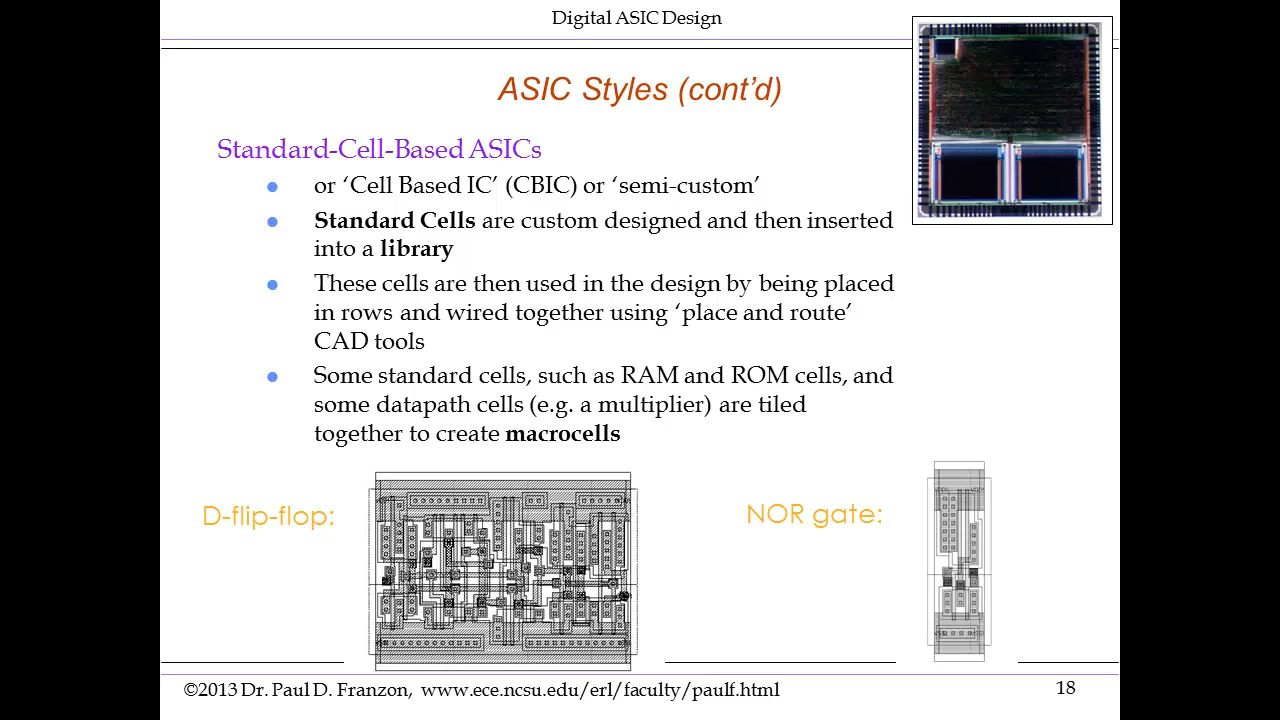 Digital ASIC Design
ASIC Styles (cont’d)
Standard-Cell-Based ASICs
or ‘Cell Based IC’ (CBIC) or ‘semi-custom’
Standard Cells are custom designed and then inserted
into a library
These cells are then used in the design by being placed
in rows and wired together using ‘place and route’
CAD tools
Some standard cells, such as RAM and ROM cells, and
some datapath cells (e.g. a multiplier) are tiled
together to create macrocells
D-flip-flop:
NOR gate:
©2013 Dr. Paul D. Franzon, www.ece.ncsu.edu/erl/faculty/paulf.html
18